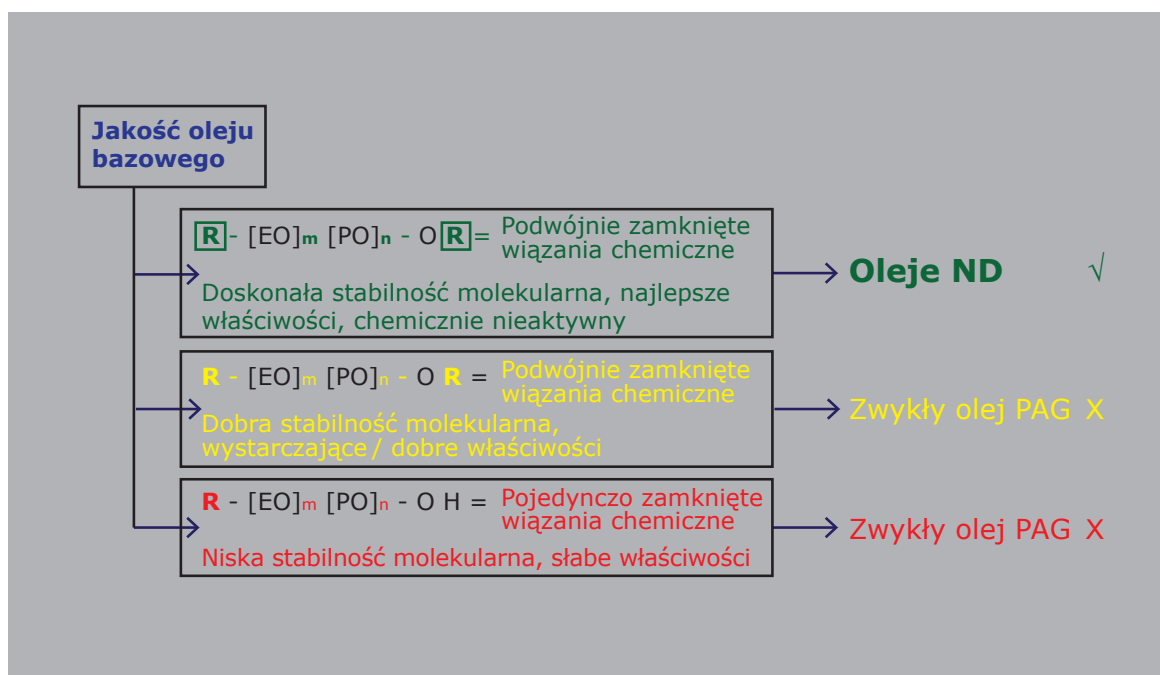 Jakość oleju
bazowego
R - [EO]m [PO]n - O R = Podwójnie zamknięte
wiązania chemiczne
Doskonała stabilność molekularna, najlepsze
właściwości, chemicznie nieaktywny
Oleje ND √
R - [EO]m [PO]n - O R = Podwójnie zamknięte
wiązania chemiczne
Dobra stabilność molekularna,
wystarczające / dobre właściwości
Zwykły olej PAG X
R - [EO]m [PO]n - O H = Pojedynczo zamknięte
wiązania chemiczne
Niska stabilność molekularna, słabe właściwości
Zwykły olej PAG X